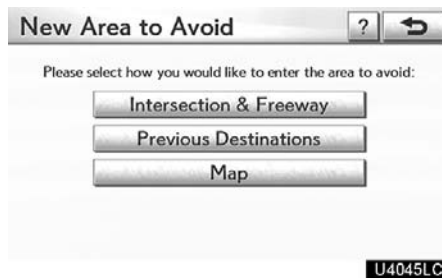 New Area to Avoid ?
Please select how you would like to enter the area to avoid:
Intersection & Freeway
Previous Destinations
Map
U4045LC